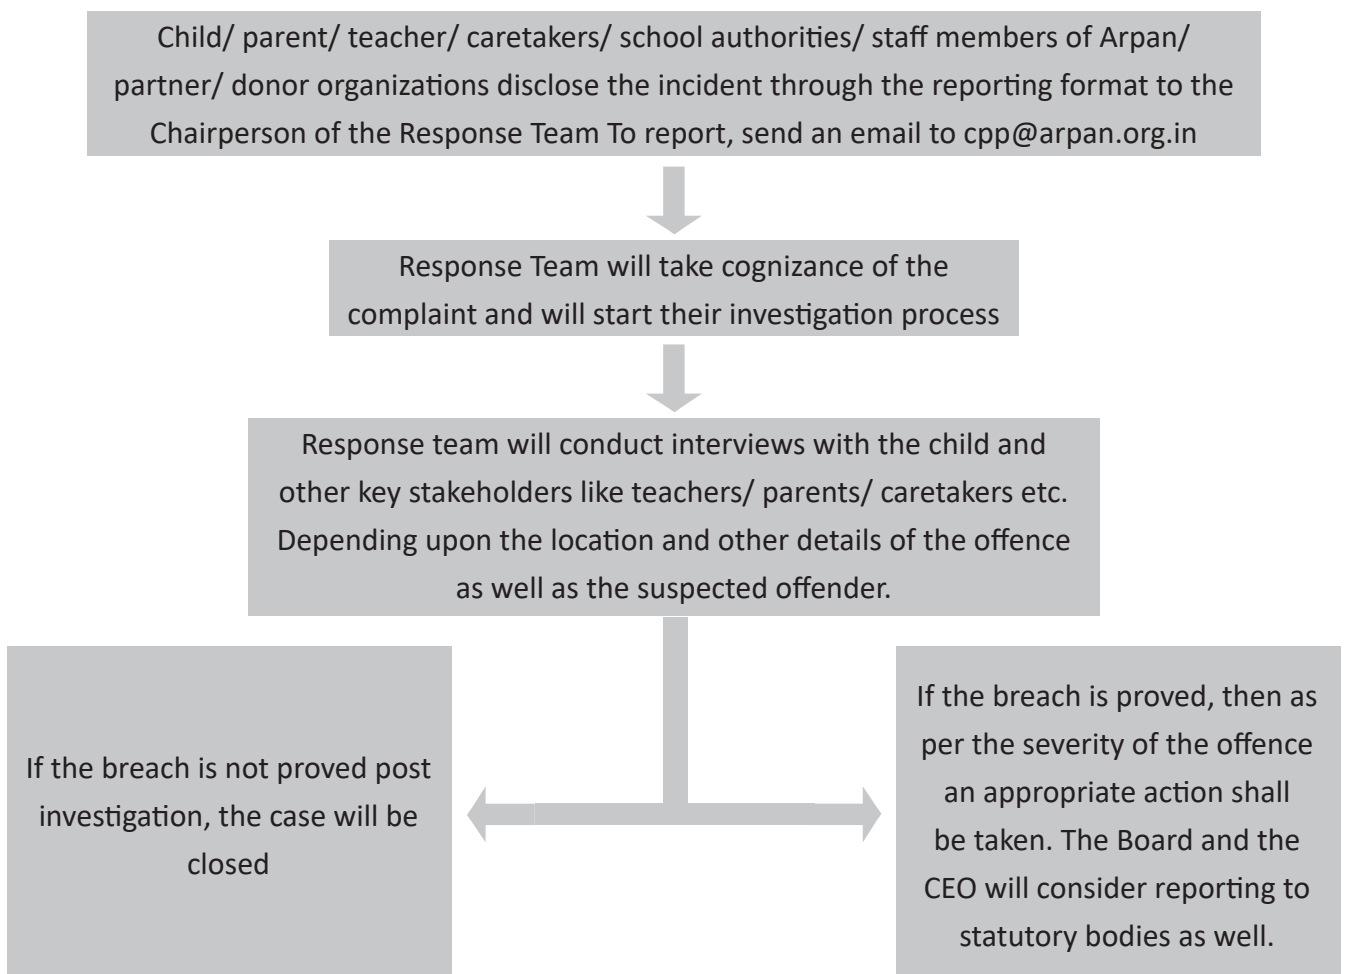 Child/ parent/ teacher/ caretakers/ school authorities/ staff members of Arpan/
partner/ donor organizations disclose the incident through the reporting format to the
Chairperson of the Response Team To report, send an email to cpp@arpan.org.in
Response Team will take cognizance of the
complaint and will start their investigation process
Response team will conduct interviews with the child and
other key stakeholders like teachers/ parents/ caretakers etc.
Depending upon the location and other details of the offence
as well as the suspected offender.
If the breach is not proved post
investigation, the case will be
closed
If the breach is proved, then as
per the severity of the offence
an appropriate action shall
be taken. The Board and the
CEO will consider reporting to
statutory bodies as well.